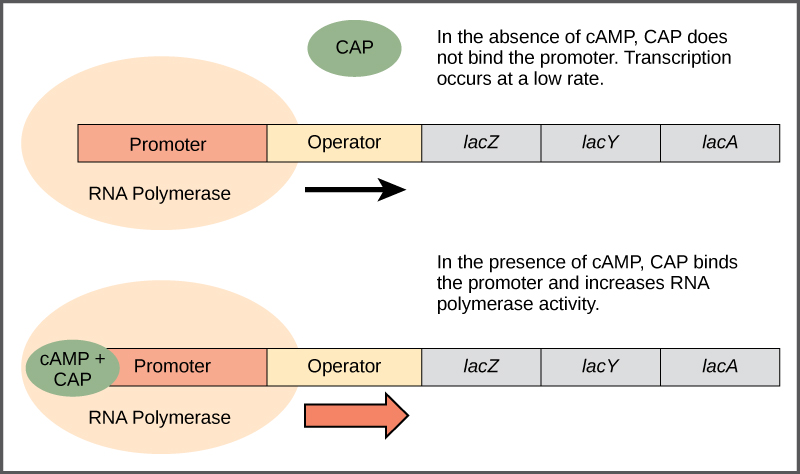 CAP
In the absence of cAMP, CAP does
not bind the promoter. Transcription
occurs at a low rate.
Promoter Operator lacZ lacY lacA
RNA Polymerase
In the presence of cAMP, CAP binds
the promoter and increases RNA
polymerase activity.
cAMP +
CAP
Promoter Operator lacZ lacY lacA
RNA Polymerase